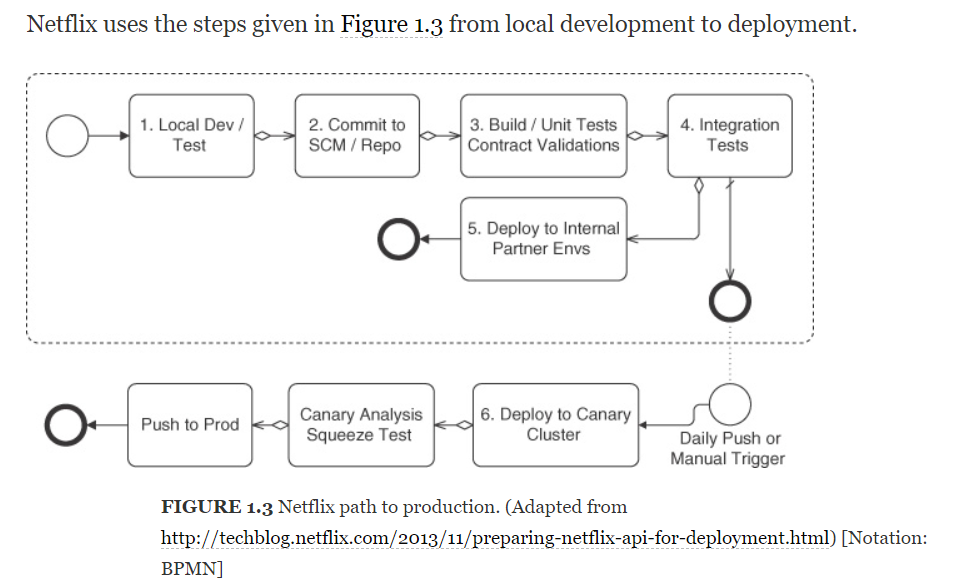 Netflix uses the steps given in Figure 1.3 from local development to deployment.
1. Local Dev /
Test
2. Commit to
SCM / Repo
3. Build / Unit Tests
Contract Validations
4. Integration
Tests
5. Deploy to Internal
Partner Envs
Push to Prod
Canary Analysis
Squeeze Test
6. Deploy to Canary
Cluster
Daily Push or
Manual Trigger
FIGURE 1.3 Netflix path to production. (Adapted from
http://techblog.netflix.com/2013/11/preparing-netflix-api-for-deployment.html) [Notation:
BPMN]